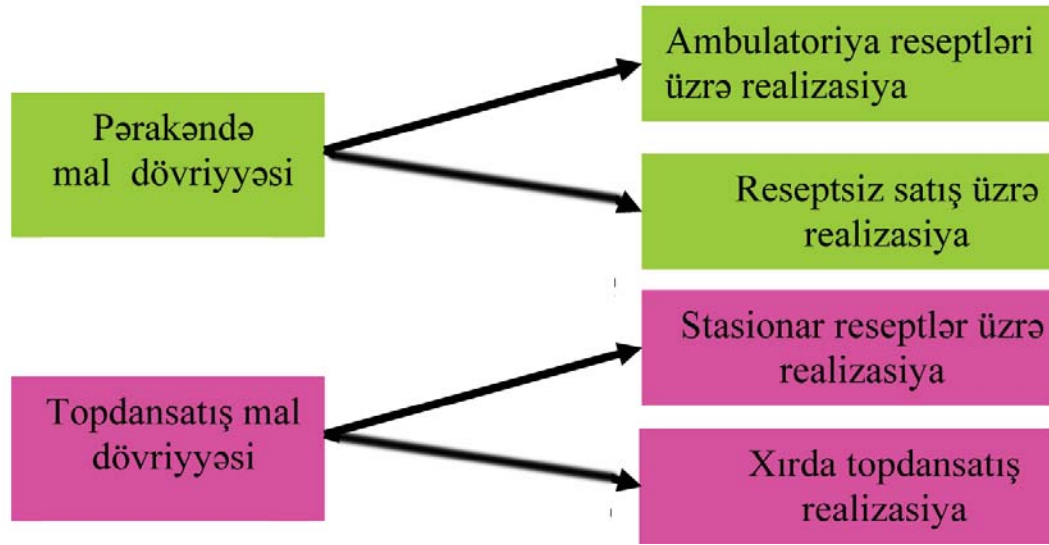 Pərakəndə
mal dövriyyəsi
Ambulatoriya reseptləri
üzrə realizasiya
Reseptsiz satış üzrə
realizasiya
Topdansatış mal
dövriyyəsi
Stasionar reseptlər üzrə
realizasiya
Xırda topdansatış
realizasiya